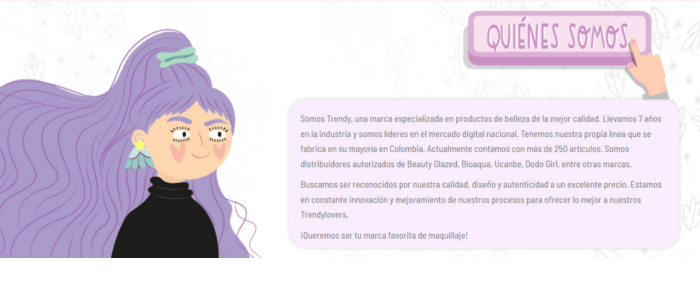 QUIÉNES SOMOS
Somos Trendy, una marca especializada en productos de belleza de la mejor calidad. Llevamos 7 años
en la industria y somos líderes en el mercado digital nacional. Tenemos nuestra propia línea que se
fabrica en su mayoria en Colombia. Actualmente contamos con más de 250 artículos. Somos
distribuidores autorizados de Beauty Glazed, Bioaqua, Ucanbe, Dodo Girl, entre otras marcas.
Buscamos ser reconocidos por nuestra calidad, diseño y autenticidad a un excelente precio. Estamos
en constante innovación y mejoramiento de nuestros procesos para ofrecer lo mejor a nuestros
Trendylovers.
¡Queremos ser tu marca favorita de maquillaje!